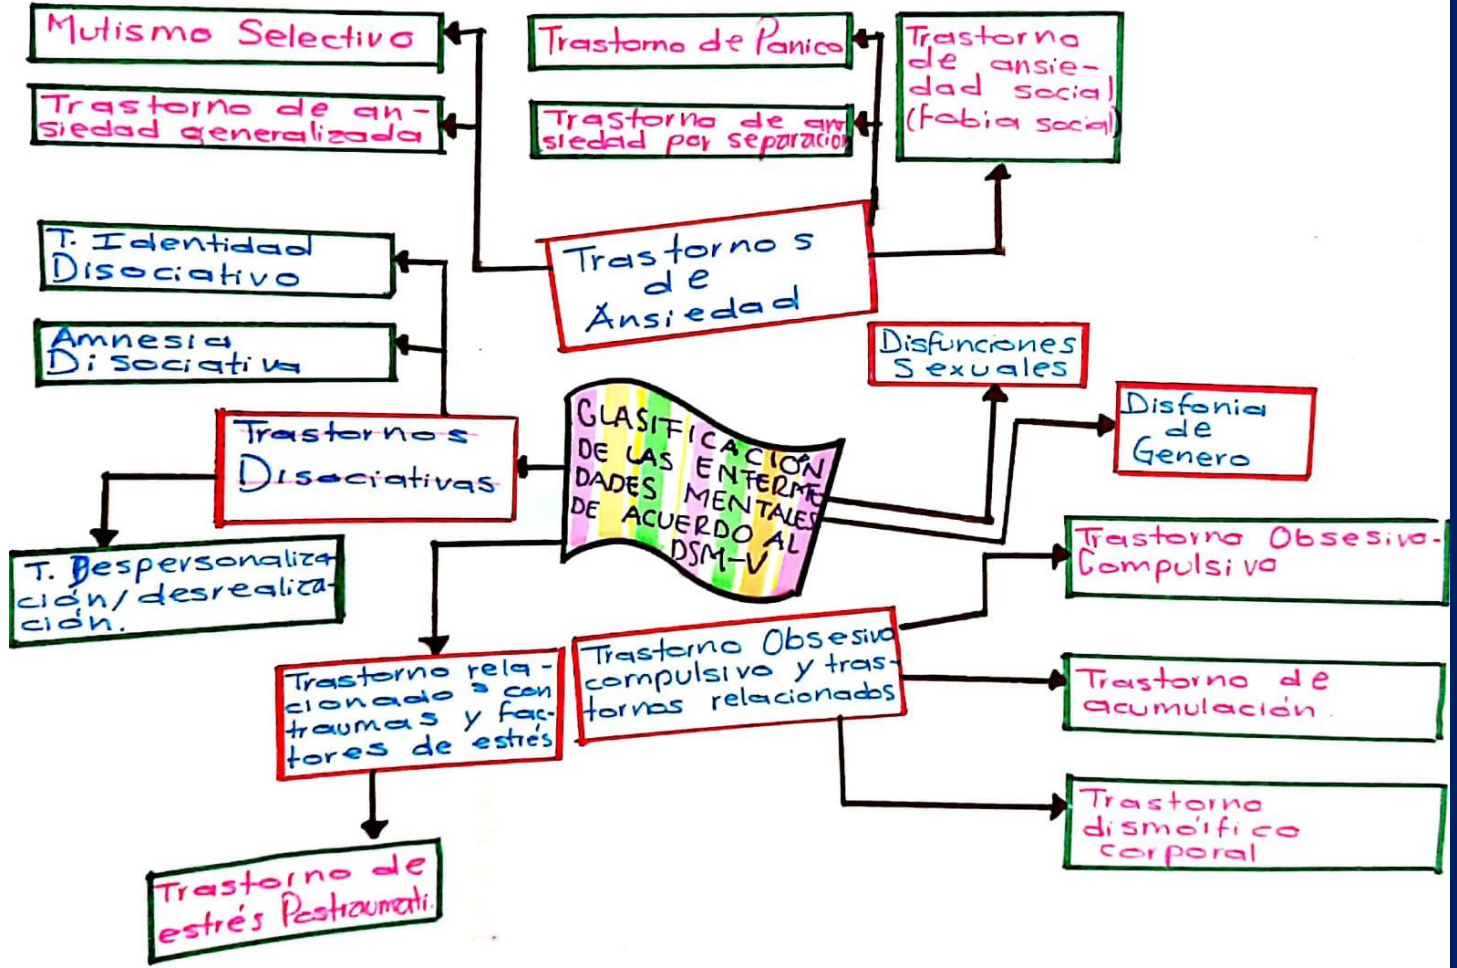 Mutismo Selectivo
Trastorno de an-
siedad generalizada
Trastorno de Panico
Trastorno de an
siedad por separación
Trastorno
de ansie-
dad social
(fobia social)
T. Identidad
Disociativo
Amnesia
Disociativa
Trastornos
de
Ansiedad
Disfunciones
Sexuales
Disfonia
de
Genero
Trastornos
Disociativas
CLASIFICACIÓN
DE LAS ENFERME
DADES MENTALES
DE ACUERDO AL
DSM-V
T. Despersonaliza
ción/desrealiza-
ción.
Trastorno rela-
cionados con
traumas y fac-
tores de estrés
Trastorno Obsesivo
compulsivo y tras-
tornos relacionados
Trastorno Obsesivo-
Compulsivo
Trastorno de
acumulación.
Trastorno
dismórfico
corporal
Trastorno de
estrés Postraumati.